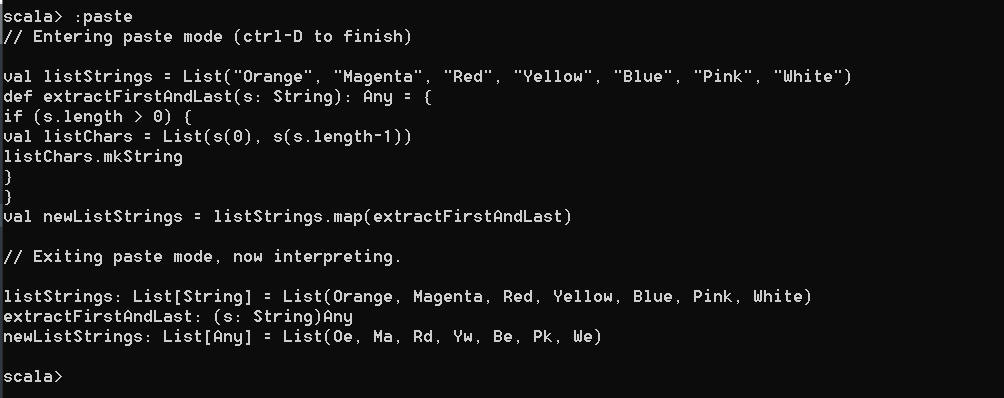 scala> :paste
// Entering paste mode (ctrl-D to finish)
val listStrings = List("Orange", "Magenta", "Red", "Yellow", "Blue", "Pink", "White")
def extractFirstAndLast(s: String): Any = {
if (s.length > 0) {
val listChars = List(s(0), s(s.length-1))
listChars.mkString
}
}
val newListStrings = listStrings.map(extractFirstAndLast)
// Exiting paste mode, now interpreting.
listStrings: List[String] = List(Orange, Magenta, Red, Yellow, Blue, Pink, White)
extractFirstAndLast: (s: String)Any
newListStrings: List[Any] = List(Oe, Ma, Rd, Yw, Be, Pk, We)
scala>